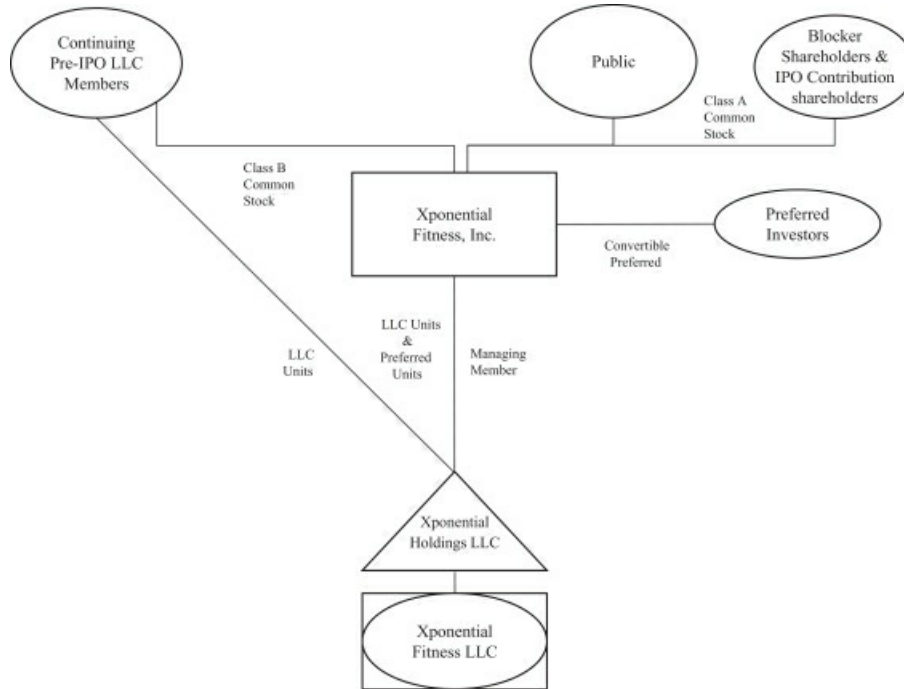 Continuing
Pre-IPO LLC
Members
Public
Blocker
Shareholders &
IPO Contribution
shareholders
Class A
Common
Stock
Class B
Common
Stock
Xponential
Fitness, Inc.
Preferred
Investors
Convertible
Preferred
LLC Units
&
Preferred
Units
Managing
Member
LLC
Units
Xponential
Holdings LLC
Xponential
Fitness LLC